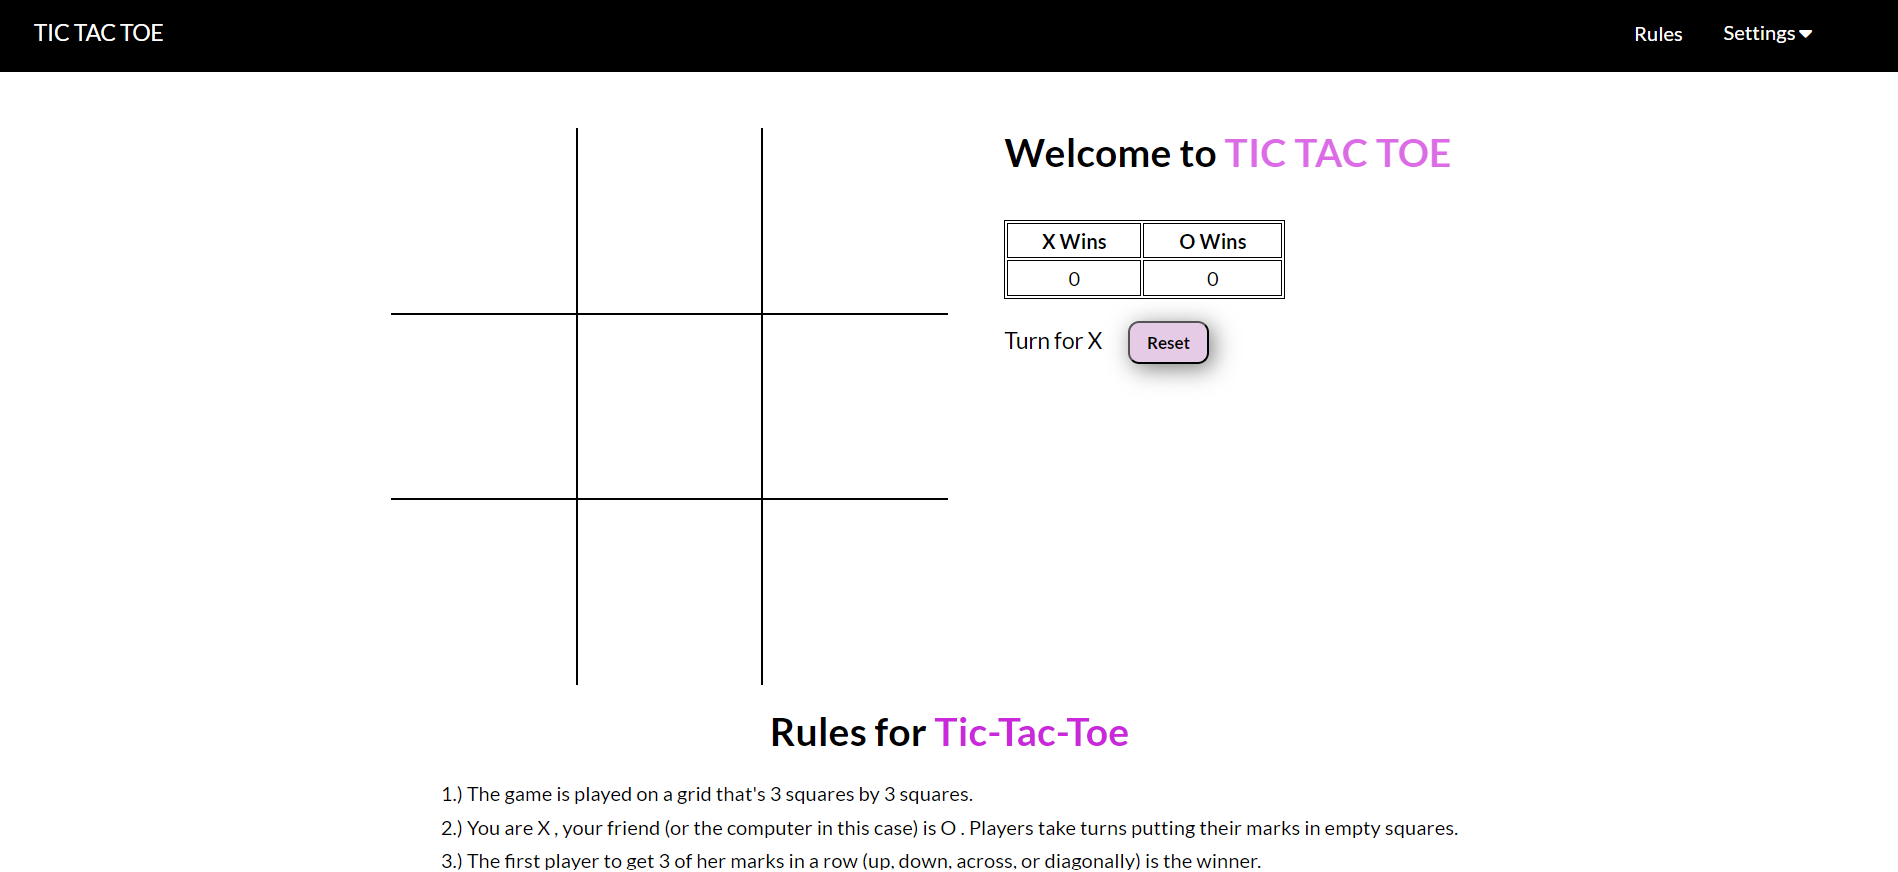 TIC TAC TOE
Rules
Settings
Welcome to TIC TAC TOE
X Wins
O Wins
0
0
Turn for X
Reset
Rules for Tic-Tac-Toe
1.) The game is played on a grid that's 3 squares by 3 squares.
2.) You are X , your friend (or the computer in this case) is O . Players take turns putting their marks in empty squares.
3.) The first player to get 3 of her marks in a row (up, down, across, or diagonally) is the winner.